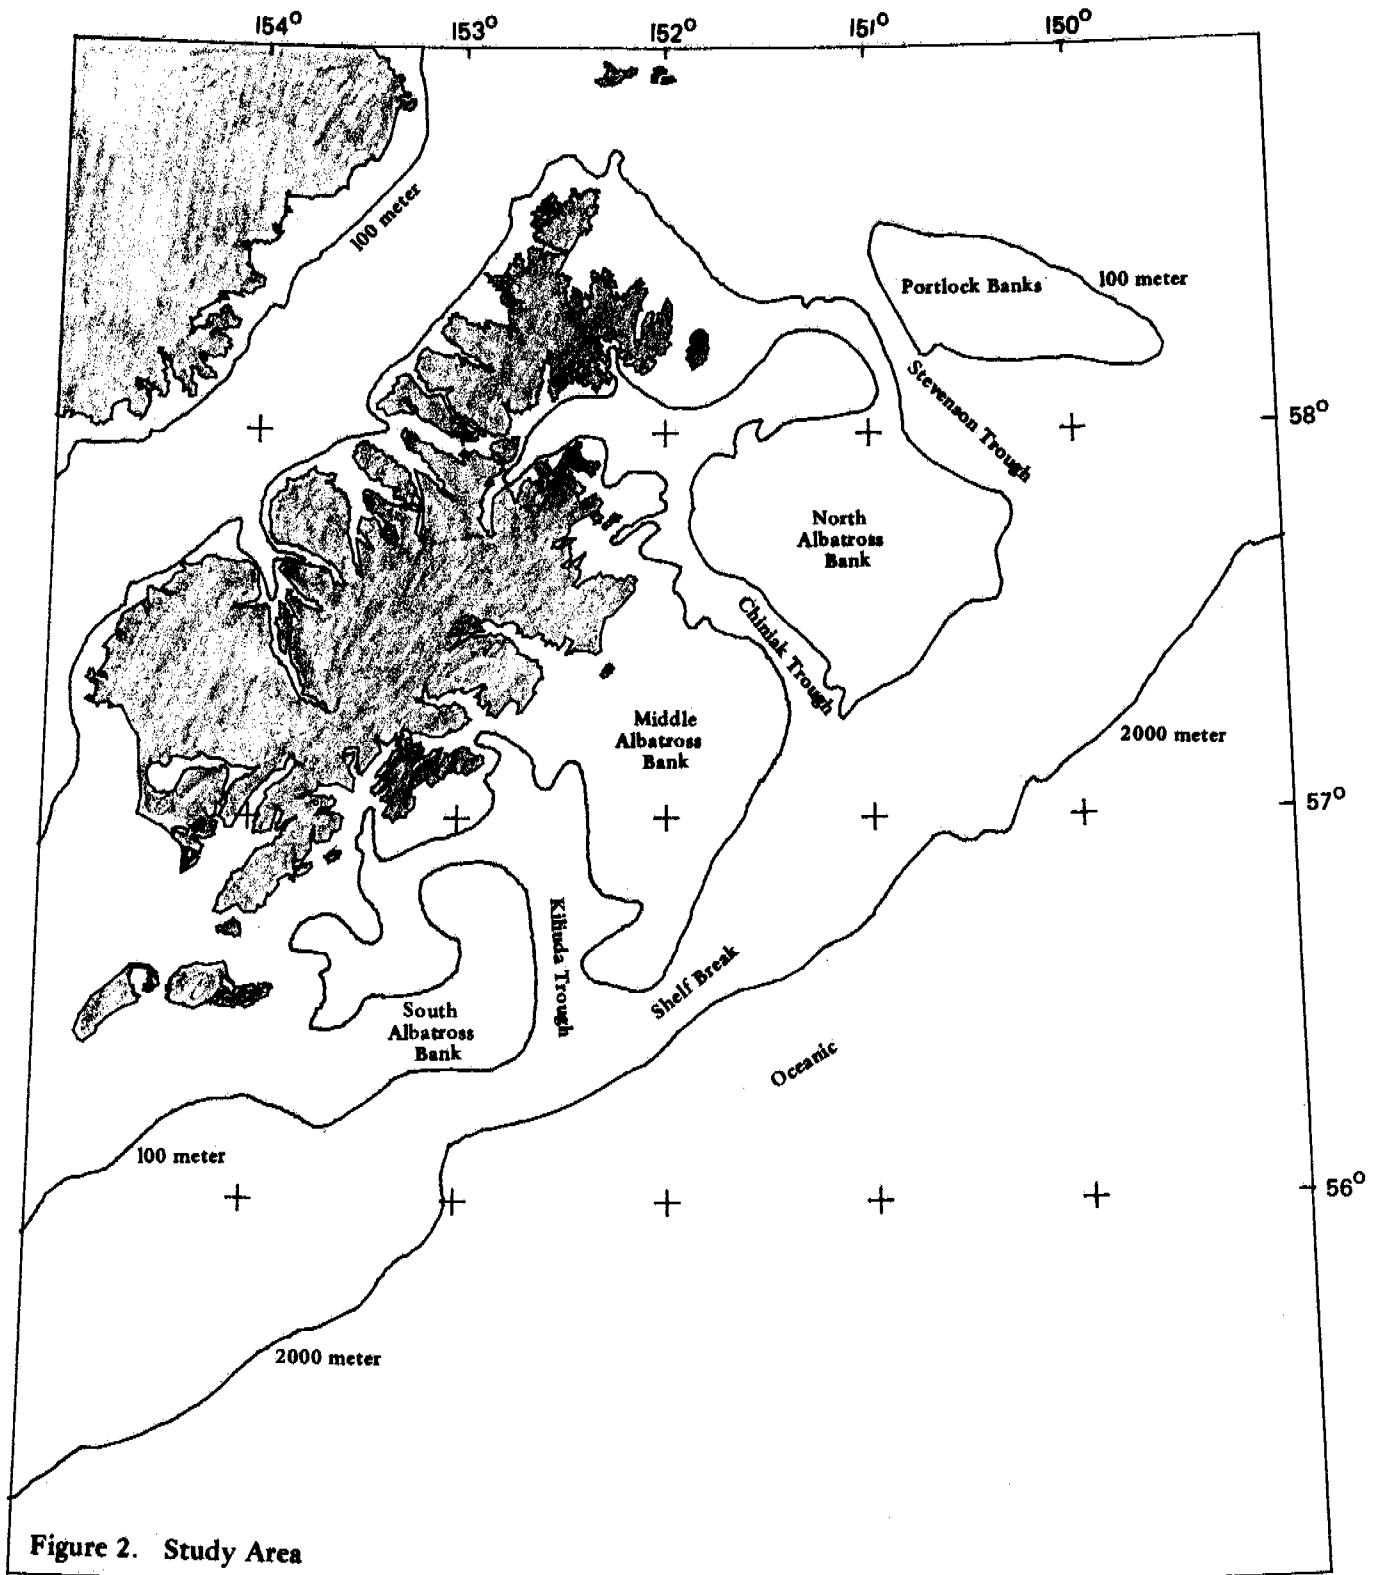 154° 153° 152° 151° 150°
100 meter
Portlock Banks
100 meter
Stevenson Trough
58°
North
Albatross
Bank
Chiniak Trough
Middle
Albatross
Bank
2000 meter
57°
Kiliuda Trough
Shelf Break
South
Albatross
Bank
Oceanic
100 meter
56°
2000 meter
Figure 2. Study Area